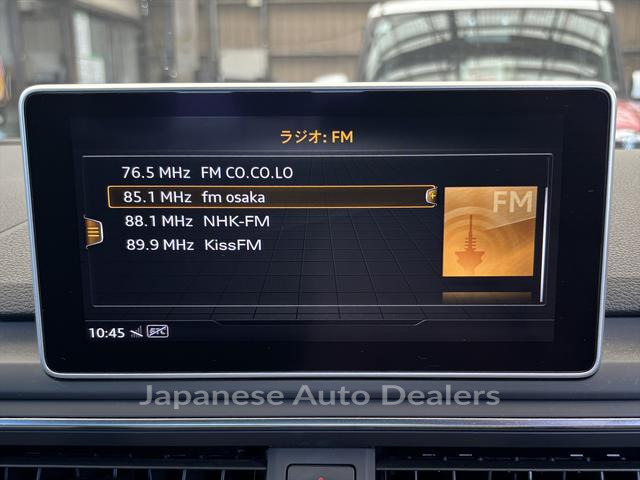 ラジオ: FM
76.5 MHz FM CO.CO.LO
85.1 MHz fm osaka
88.1 MHz NHK-FM
89.9 MHz KissFM
FM
10:45 ETC
Japanese Auto Dealers